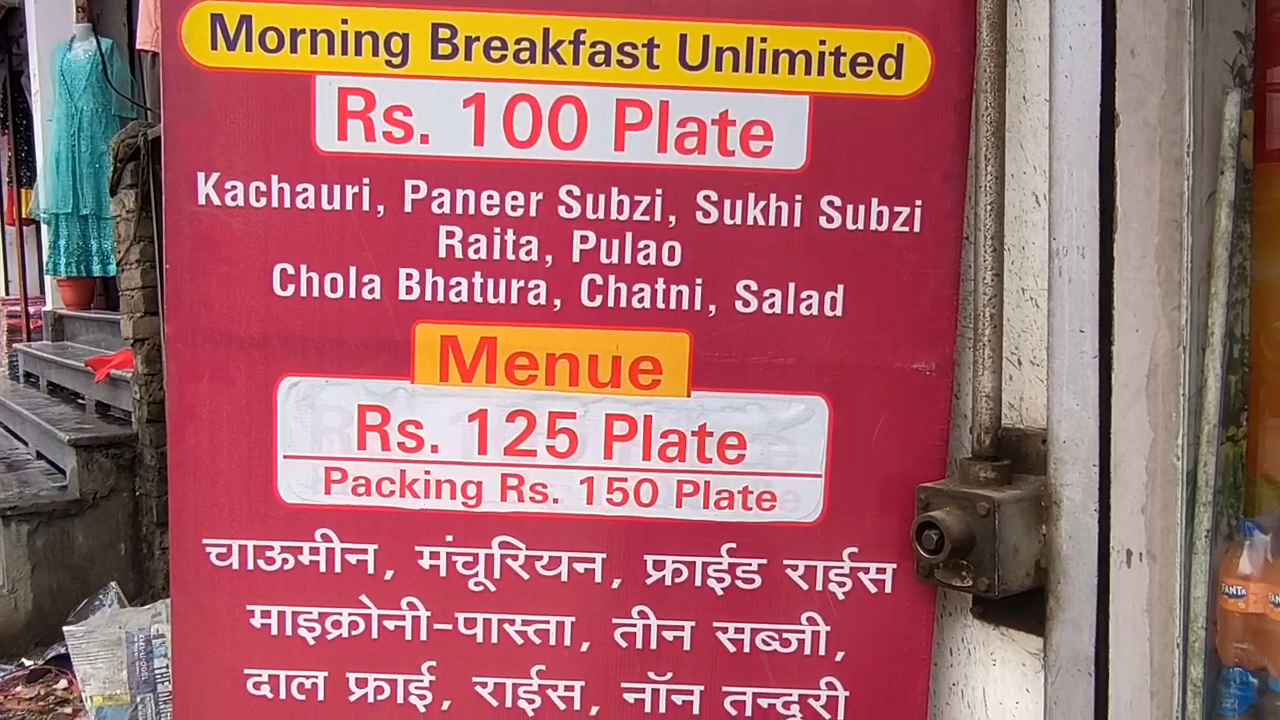 Morning Breakfast Unlimited
Rs. 100 Plate
Kachauri, Paneer Subzi, Sukhi Subzi
Raita, Pulao
Chola Bhatura, Chatni, Salad
Menue
Rs. 125 Plate
Packing Rs. 150 Plate
चाऊमीन, मंचूरियन, फ्राईड राईस
माइक्रोनी-पास्ता, तीन सब्जी,
दाल फ्राई, राईस, नॉन तन्दूरी
FANTA